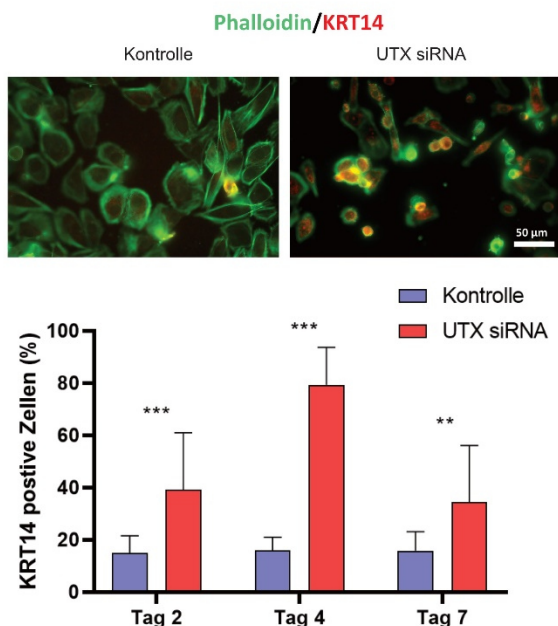 Phalloidin/KRT14
Kontrolle
UTX siRNA
50 µm
Kontrolle
UTX siRNA
KRT14 postive Zellen (%)
100
80
60
40
20
0
***
***
**
Tag 2
Tag 4
Tag 7